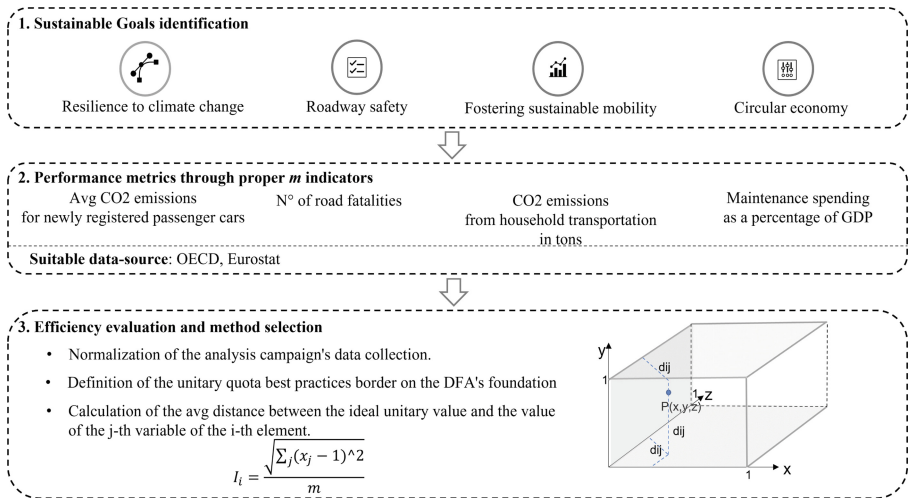 1. Sustainable Goals identification
Resilience to climate change
Roadway safety
Fostering sustainable mobility
Circular economy
2. Performance metrics through proper m indicators
Avg CO2 emissions
for newly registered passenger cars
N° of road fatalities
CO2 emissions
from household transportation
in tons
Maintenance spending
as a percentage of GDP
Suitable data-source: OECD, Eurostat
3. Efficiency evaluation and method selection
• Normalization of the analysis campaign's data collection.
• Definition of the unitary quota best practices border on the DFA's foundation
• Calculation of the avg distance between the ideal unitary value and the value
of the j-th variable of the i-th element.
I_i = √(∑_j(x_j − 1)^2) / m
y
1
dij
1
z
P(x,y,z)
dij
dij
1
x